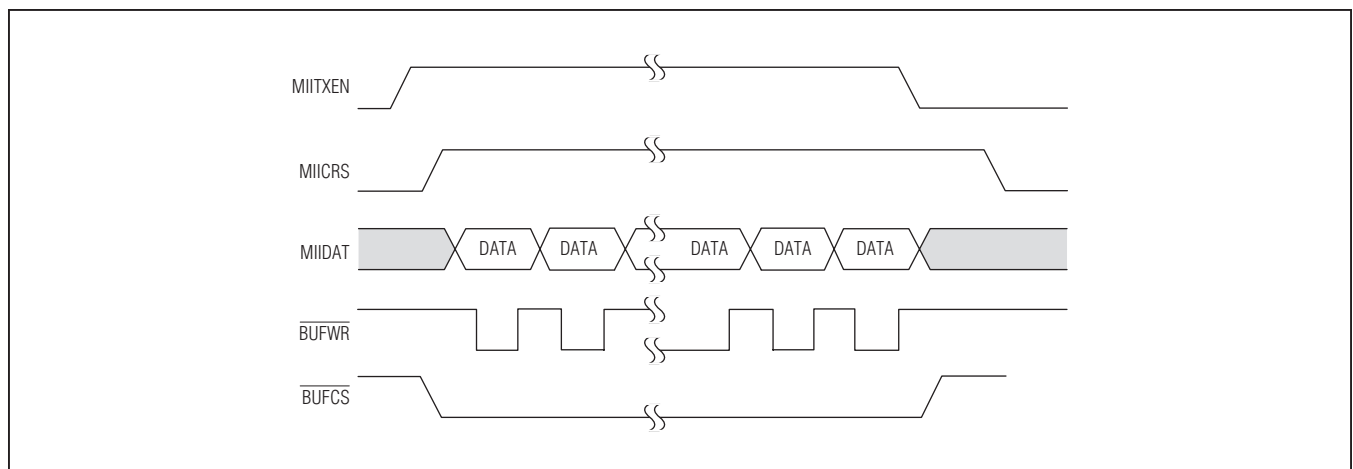 MIITXEN
MIICRS
MIIDAT DATA DATA DATA DATA DATA
BUFWR
BUFCS